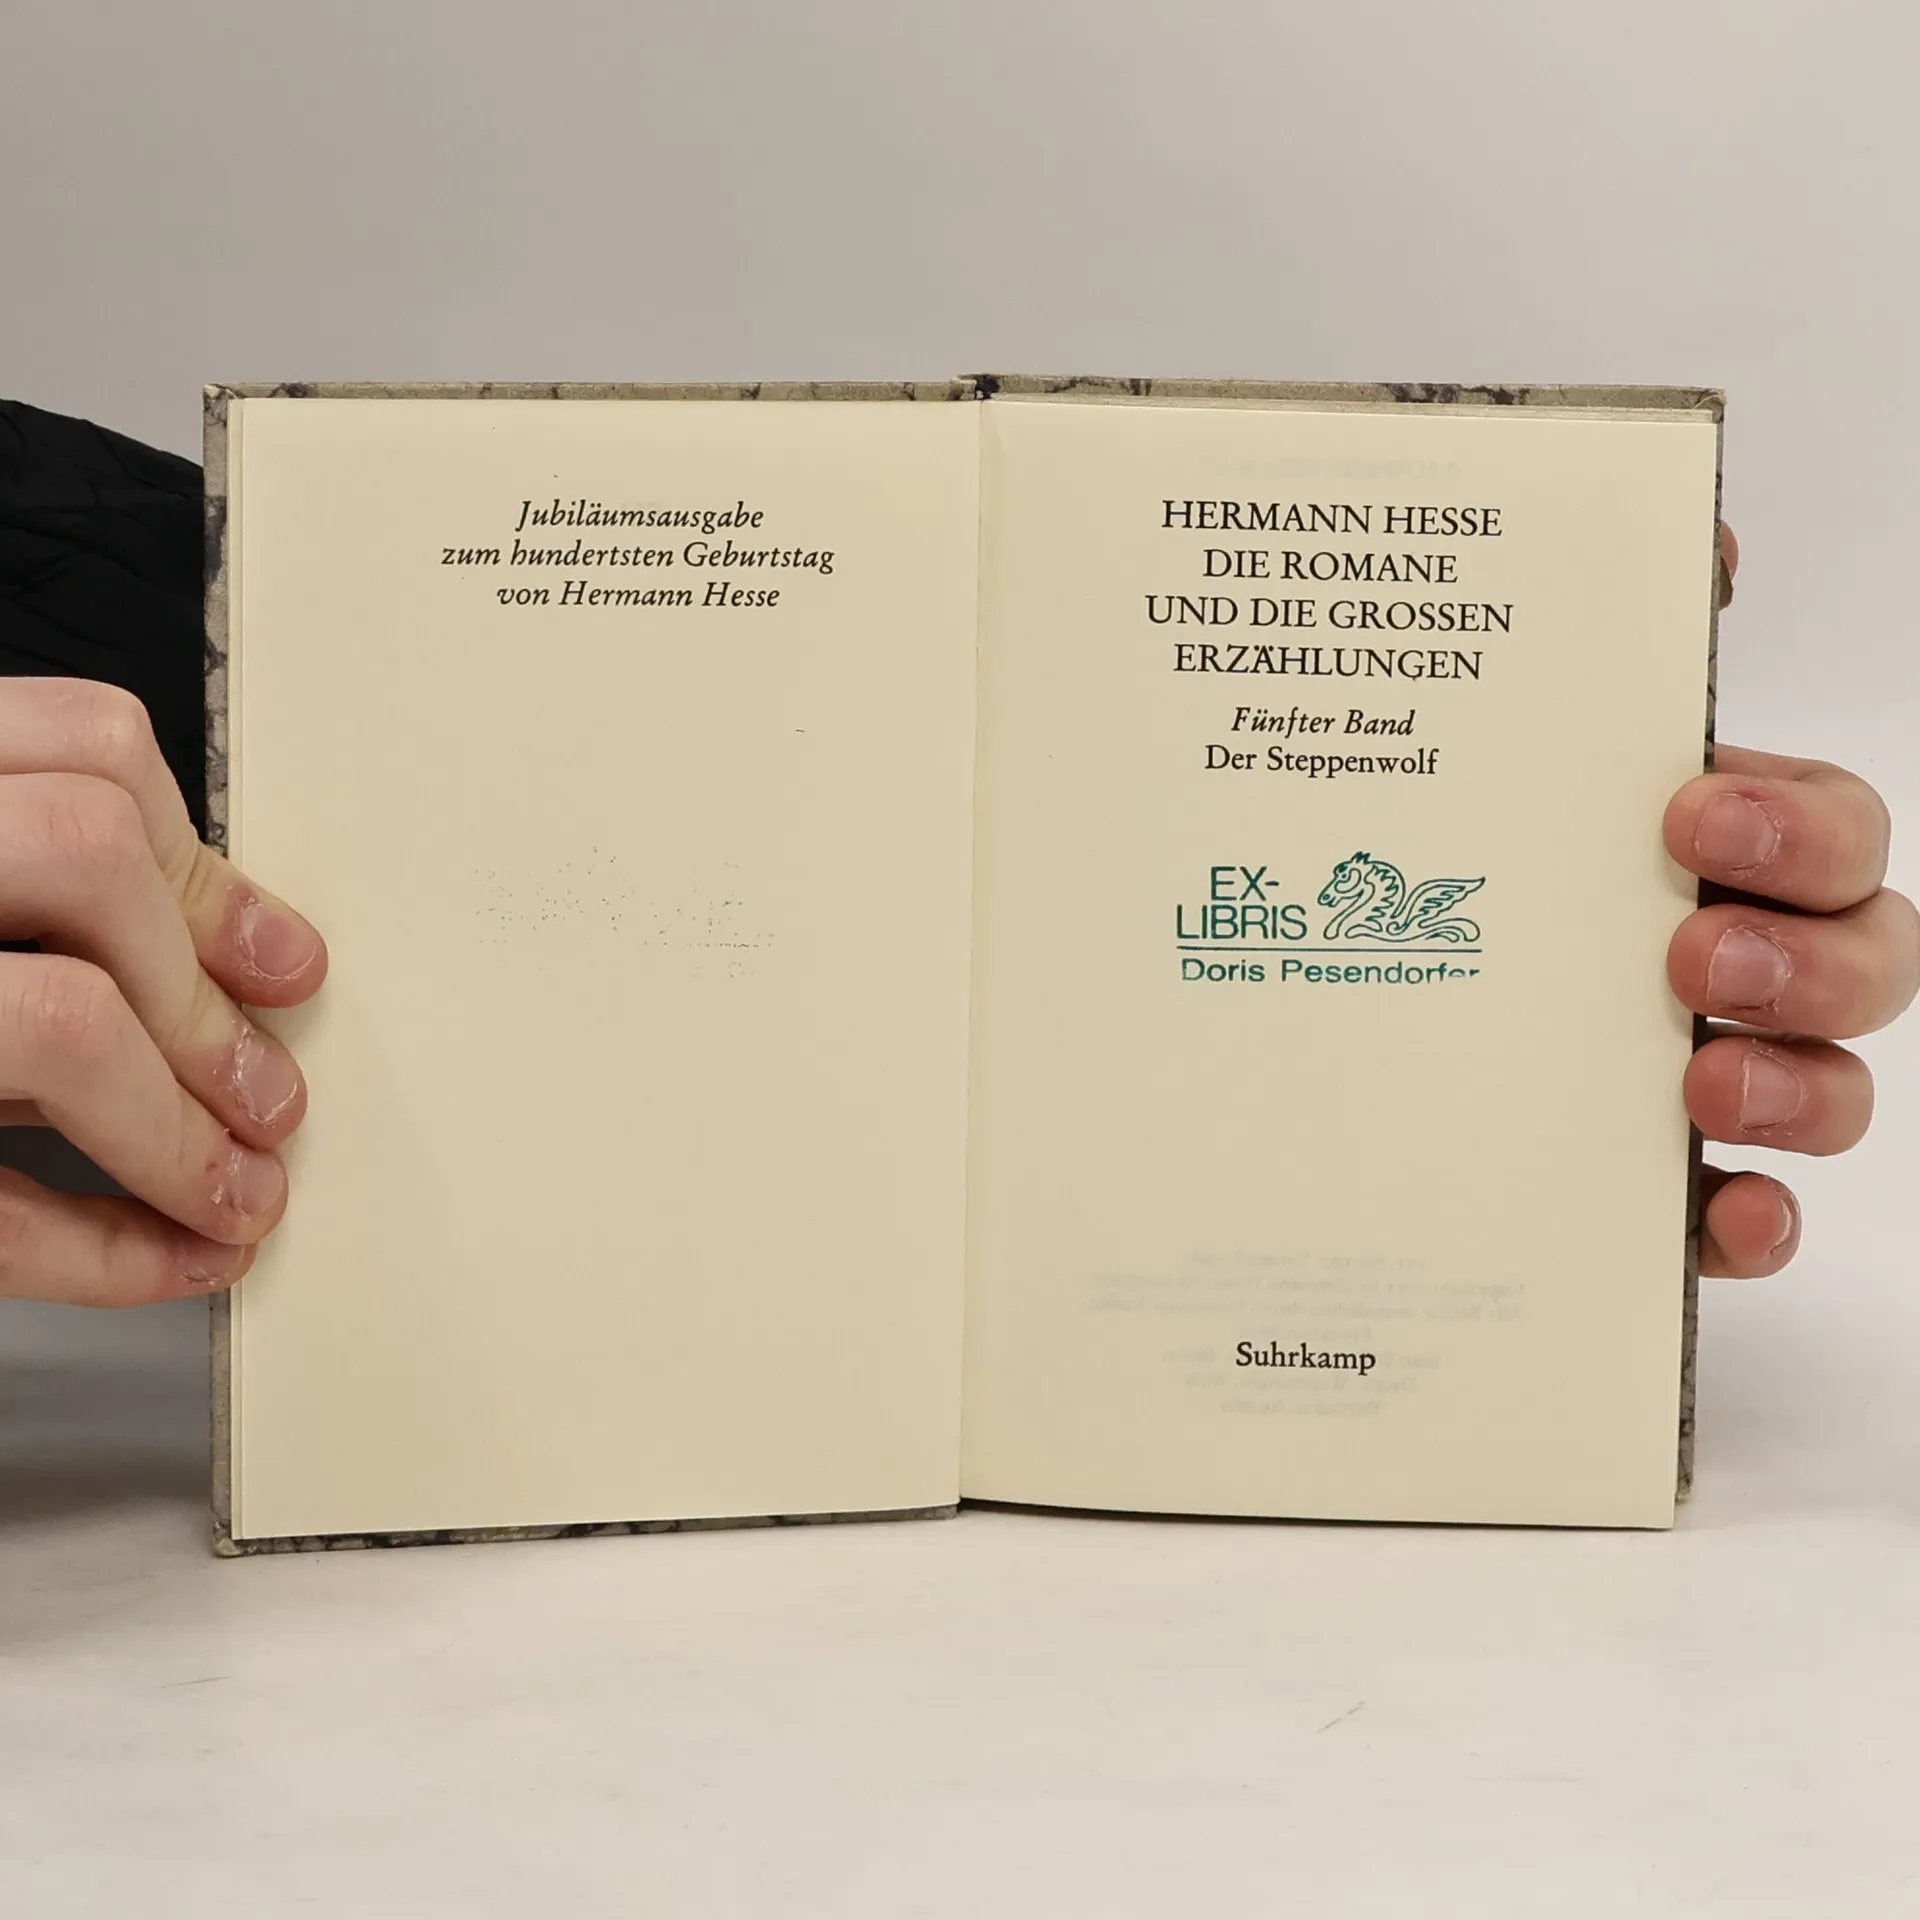 Jubiläumsausgabe
zum hundertsten Geburtstag
von Hermann Hesse
HERMANN HESSE
DIE ROMANE
UND DIE GROSSEN
ERZÄHLUNGEN
Fünfter Band
Der Steppenwolf
EX-
LIBRIS
Doris Pesendorfer
Suhrkamp